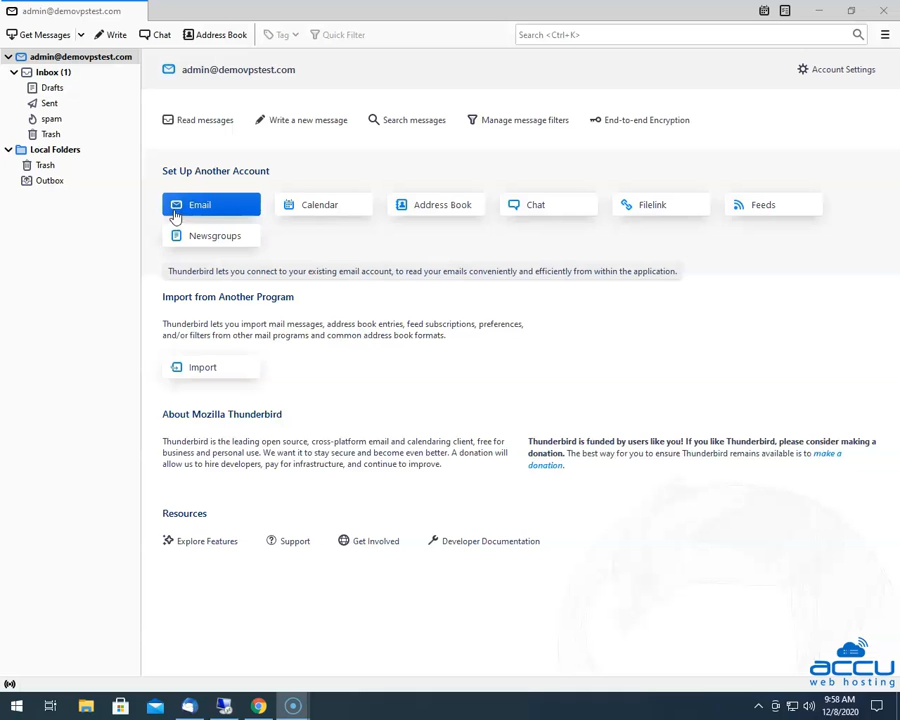 admin@demovpstest.com
Get Messages Write Chat Address Book Tag Quick Filter Search <Ctrl+K>
admin@demovpstest.com
Inbox (1)
Drafts
Sent
spam
Trash
Local Folders
Trash
Outbox
admin@demovpstest.com Account Settings
Read messages Write a new message Search messages Manage message filters End-to-end Encryption
Set Up Another Account
Email Calendar Address Book Chat Filelink Feeds
Newsgroups
Thunderbird lets you connect to your existing email account, to read your emails conveniently and efficiently from within the application.
Import from Another Program
Thunderbird lets you import mail messages, address book entries, feed subscriptions, preferences,
and/or filters from other mail programs and common address book formats.
Import
About Mozilla Thunderbird
Thunderbird is the leading open source, cross-platform email and calendaring client, free for
business and personal use. We want it to stay secure and become even better. A donation will
allow us to hire developers, pay for infrastructure, and continue to improve.
Thunderbird is funded by users like you! If you like Thunderbird, please consider making a
donation. The best way for you to ensure Thunderbird remains available is to make a
donation.
Resources
Explore Features Support Get Involved Developer Documentation
accu
web hosting
9:58 AM
12/8/2020